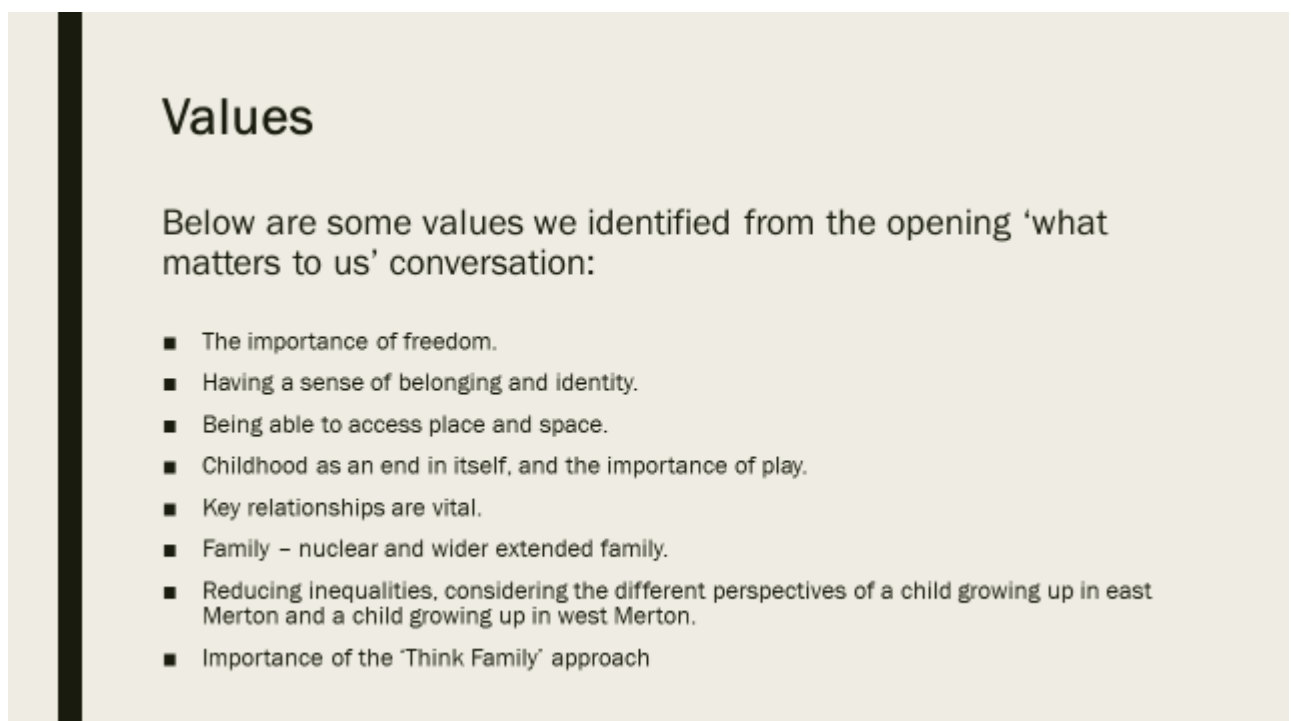 Values
Below are some values we identified from the opening ‘what
matters to us’ conversation:
■ The importance of freedom.
■ Having a sense of belonging and identity.
■ Being able to access place and space.
■ Childhood as an end in itself, and the importance of play.
■ Key relationships are vital.
■ Family – nuclear and wider extended family.
■ Reducing inequalities, considering the different perspectives of a child growing up in east
Merton and a child growing up in west Merton.
■ Importance of the ‘Think Family’ approach